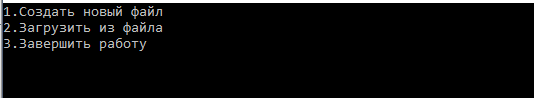 1.Создать новый файл
2.Загрузить из файла
3.Завершить работу